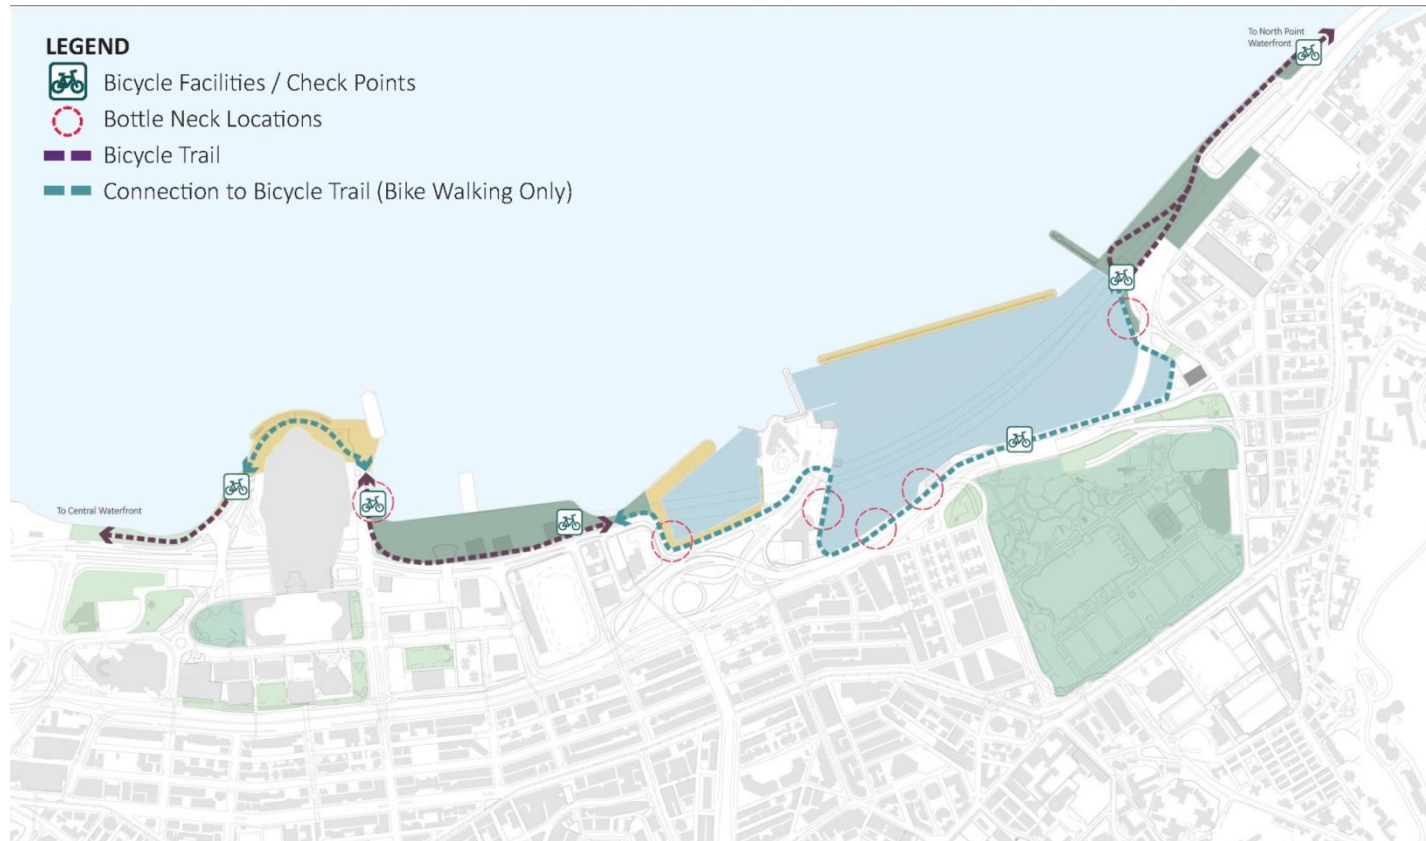 LEGEND
Bicycle Facilities / Check Points
Bottle Neck Locations
Bicycle Trail
Connection to Bicycle Trail (Bike Walking Only)
To North Point
Waterfront
To Central Waterfront